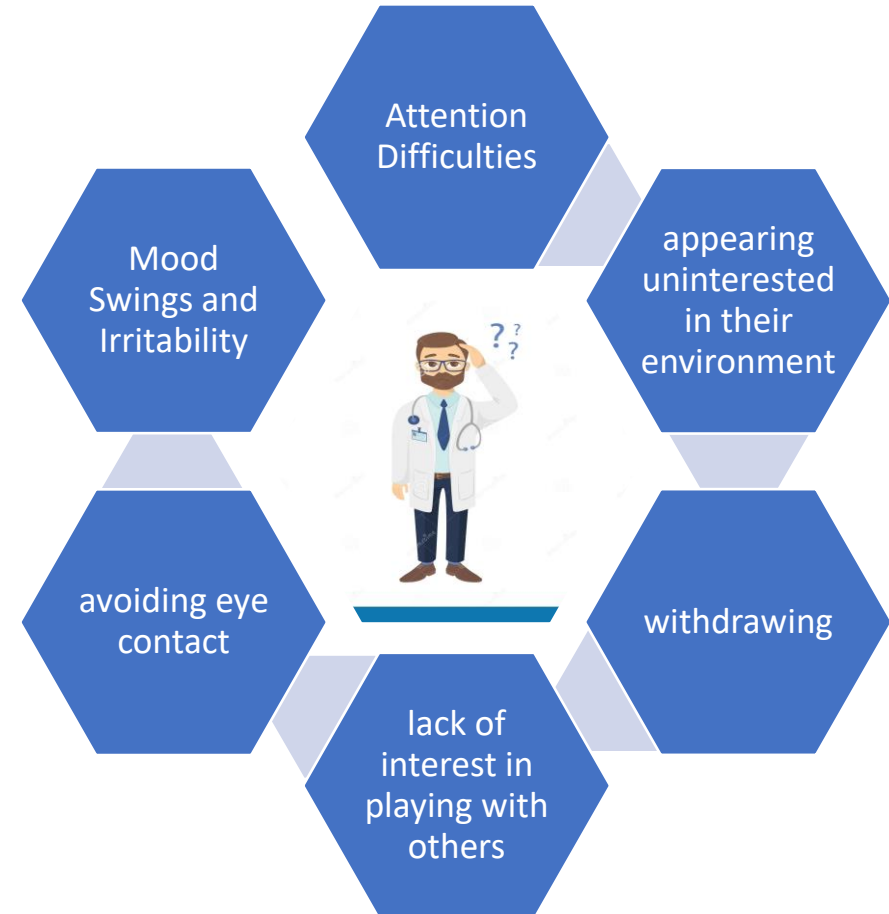 Attention
Difficulties
appearing
uninterested
in their
environment
withdrawing
lack of
interest in
playing with
others
avoiding eye
contact
Mood
Swings and
Irritability
? ?
?